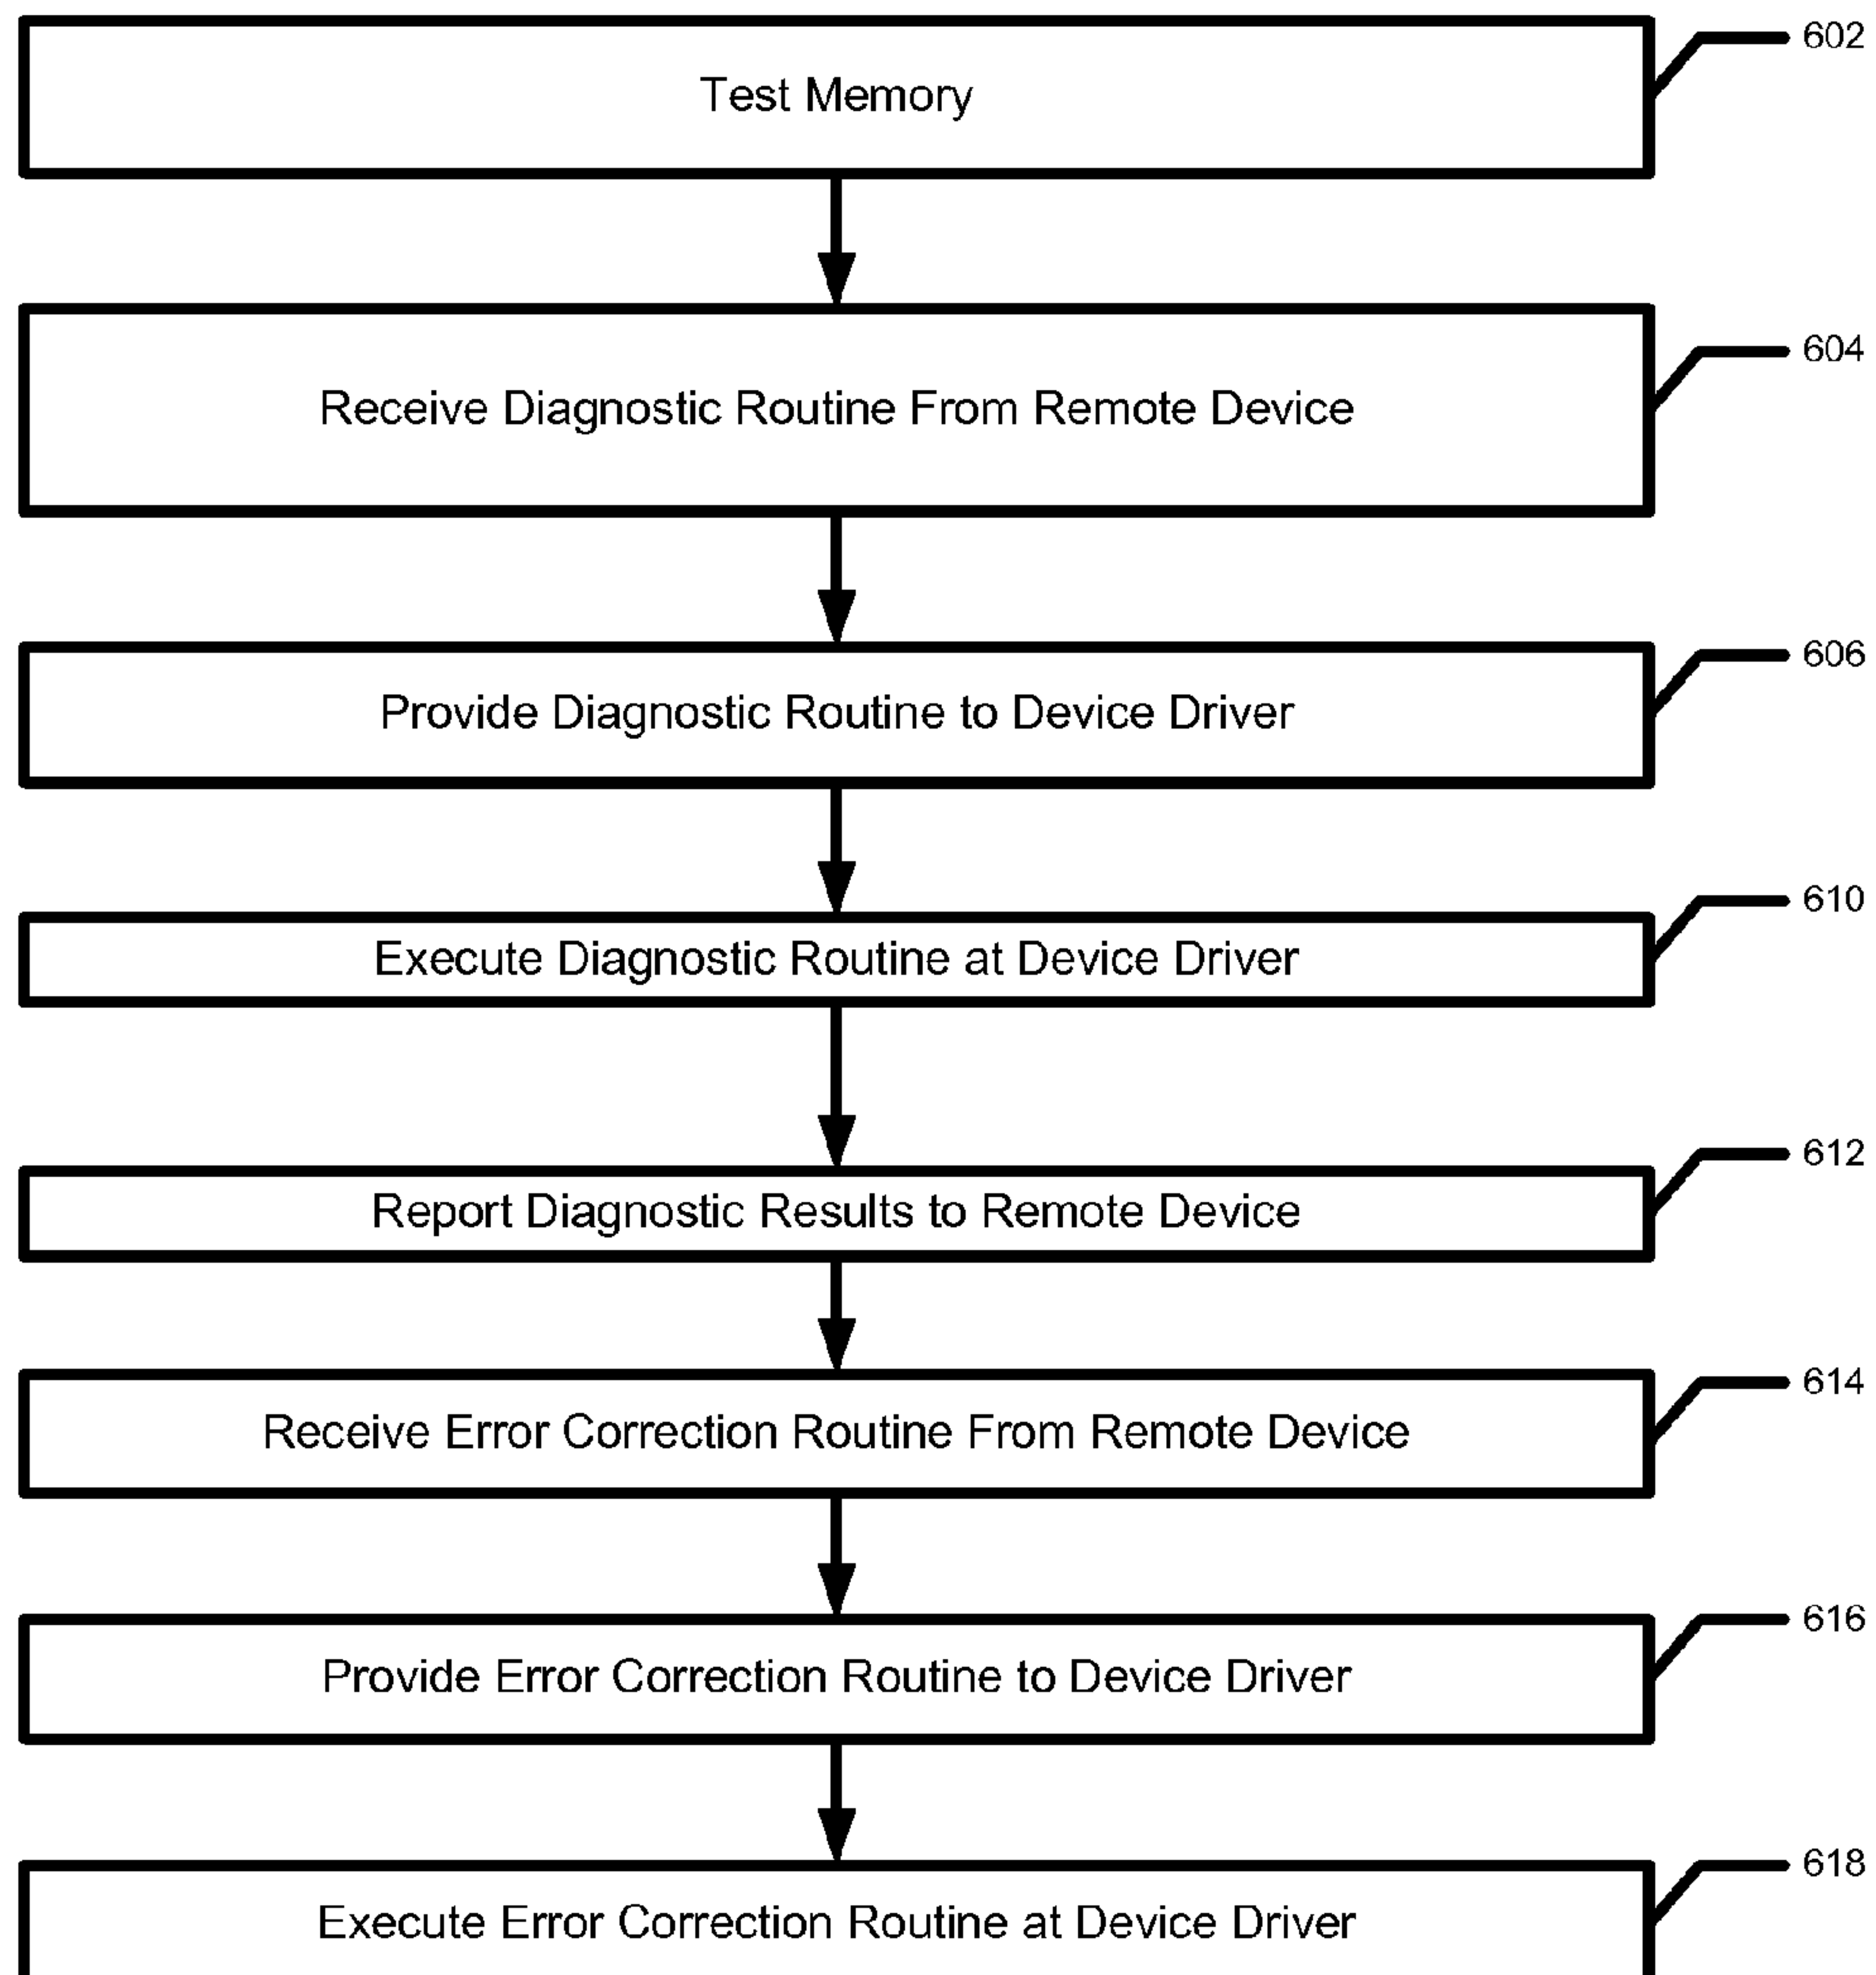 602
Test Memory
604
Receive Diagnostic Routine From Remote Device
606
Provide Diagnostic Routine to Device Driver
610
Execute Diagnostic Routine at Device Driver
612
Report Diagnostic Results to Remote Device
614
Receive Error Correction Routine From Remote Device
616
Provide Error Correction Routine to Device Driver
618
Execute Error Correction Routine at Device Driver